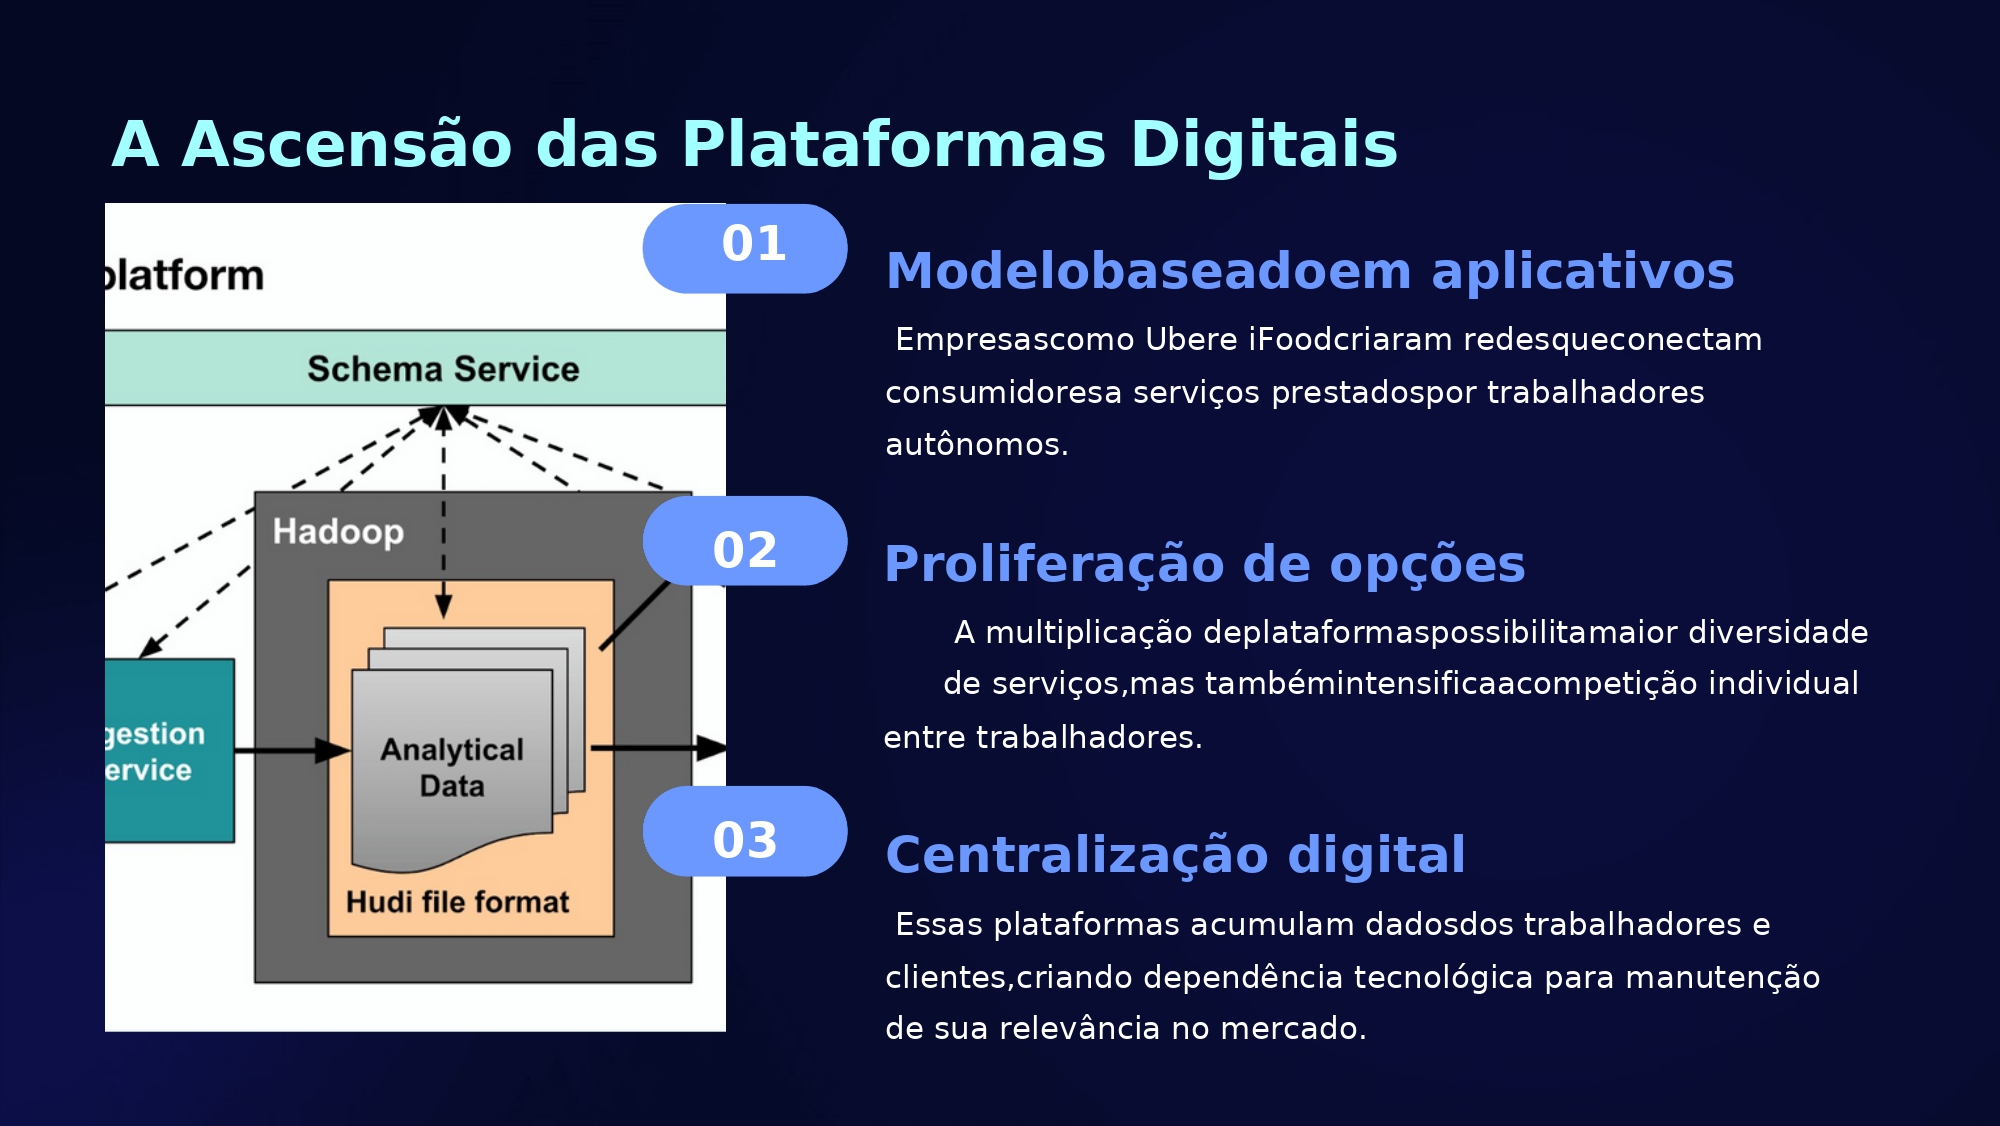 A Ascensão das Plataformas Digitais
platform
Schema Service
Hadoop
gestion
ervice
Analytical
Data
Hudi file format
01
Modelobaseadoem aplicativos
Empresascomo Ubere iFoodcriaram redesqueconectam
consumidoresa serviços prestadospor trabalhadores
autônomos.
02
Proliferação de opções
A multiplicação deplataformaspossibilitamaior diversidade
de serviços,mas tambémintensificaacompetição individual
entre trabalhadores.
03
Centralização digital
Essas plataformas acumulam dadosdos trabalhadores e
clientes,criando dependência tecnológica para manutenção
de sua relevância no mercado.